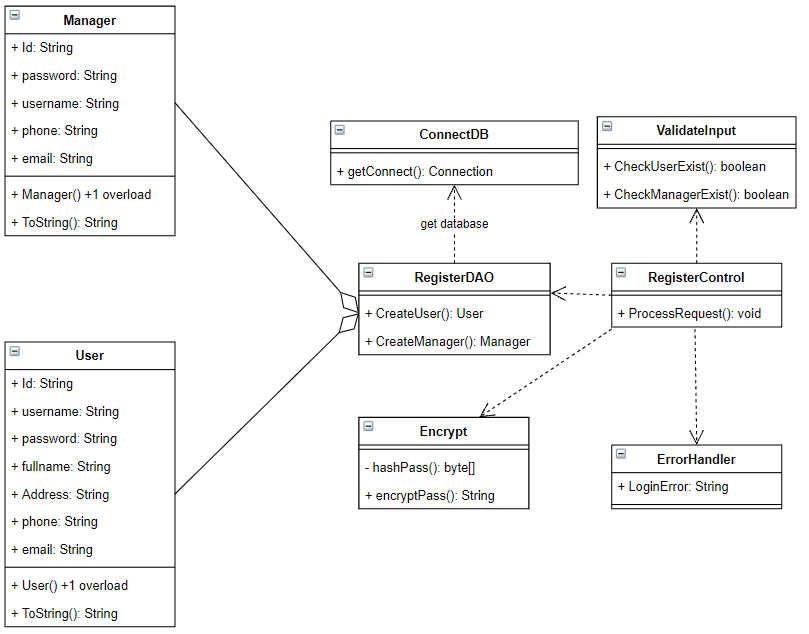 Manager
+ Id: String
+ password: String
+ username: String
+ phone: String
+ email: String
+ Manager() +1 overload
+ ToString(): String
ConnectDB
+ getConnect(): Connection
ValidateInput
+ CheckUserExist(): boolean
+ CheckManagerExist(): boolean
get database
RegisterDAO
+ CreateUser(): User
+ CreateManager(): Manager
RegisterControl
+ ProcessRequest(): void
User
+ Id: String
+ username: String
+ password: String
+ fullname: String
+ Address: String
+ phone: String
+ email: String
+ User() +1 overload
+ ToString(): String
Encrypt
- hashPass(): byte[]
+ encryptPass(): String
ErrorHandler
+ LoginError: String